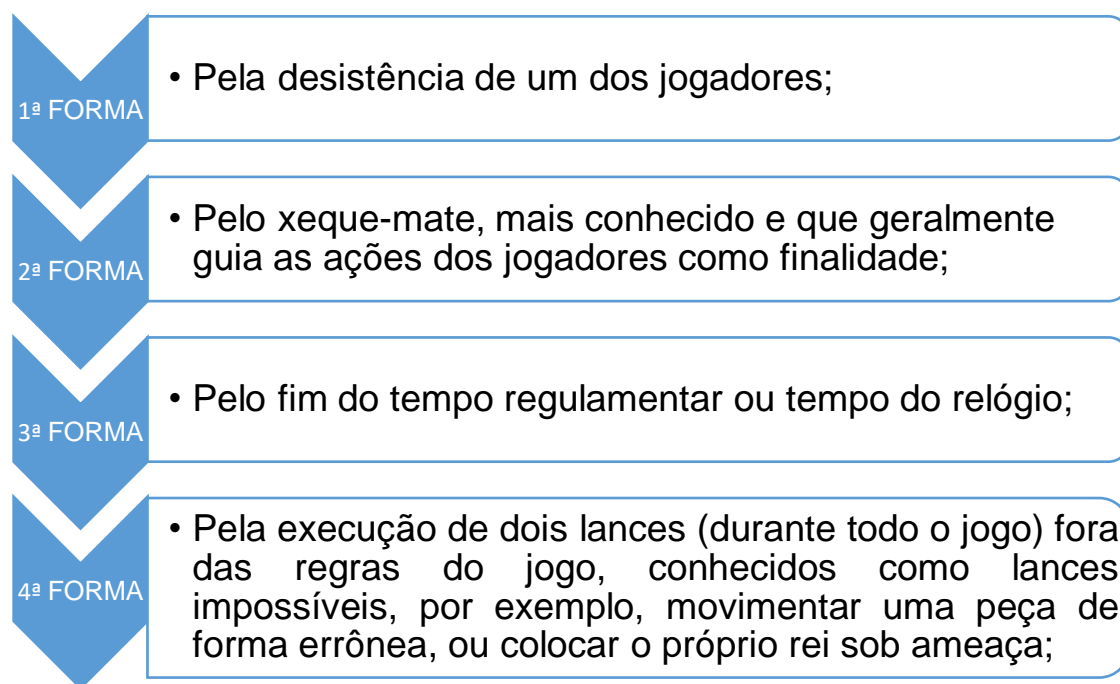 1ª FORMA
• Pela desistência de um dos jogadores;
2ª FORMA
• Pelo xeque-mate, mais conhecido e que geralmente
guia as ações dos jogadores como finalidade;
3ª FORMA
• Pelo fim do tempo regulamentar ou tempo do relógio;
4ª FORMA
• Pela execução de dois lances (durante todo o jogo) fora
das regras do jogo, conhecidos como lances
impossíveis, por exemplo, movimentar uma peça de
forma errônea, ou colocar o próprio rei sob ameaça;